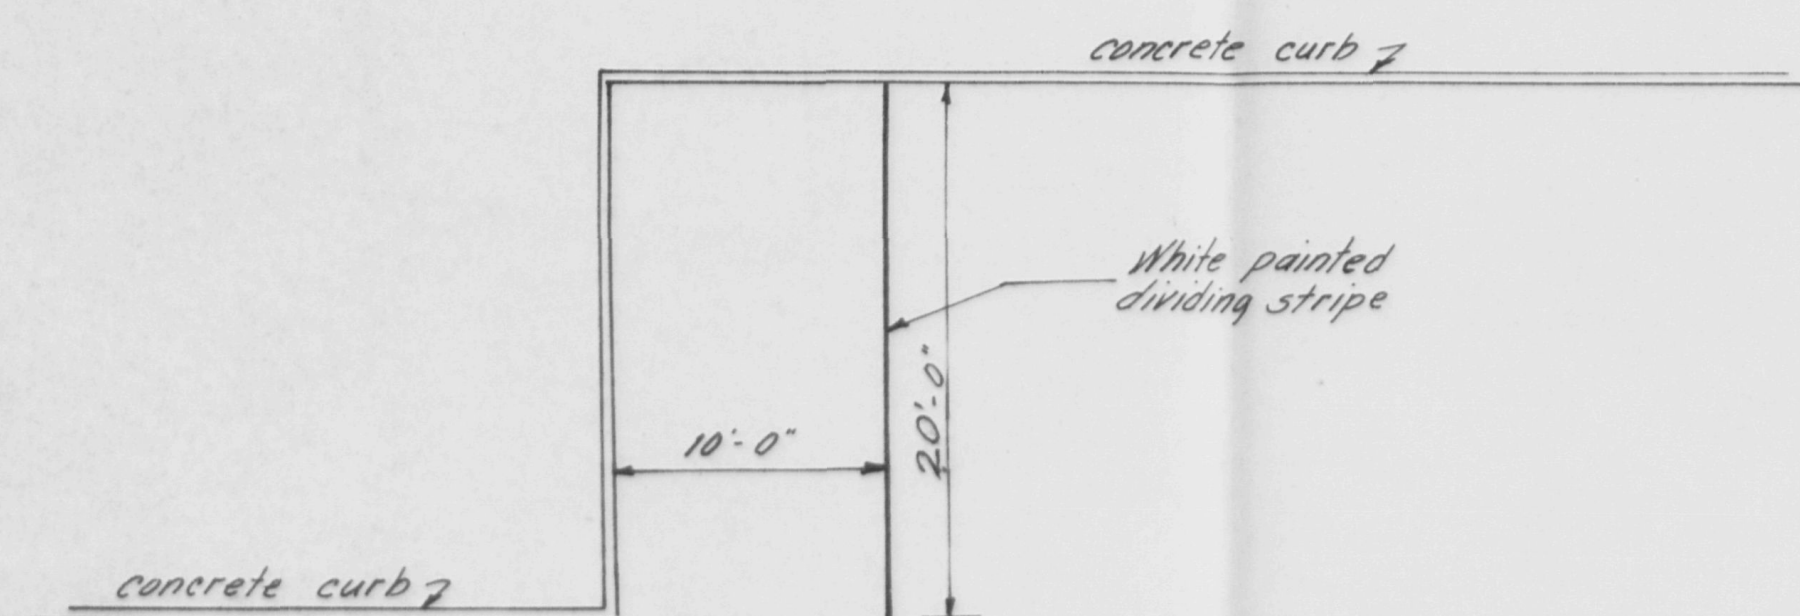 concrete curb
White painted
dividing stripe
20'-0"
10'-0"
concrete curb